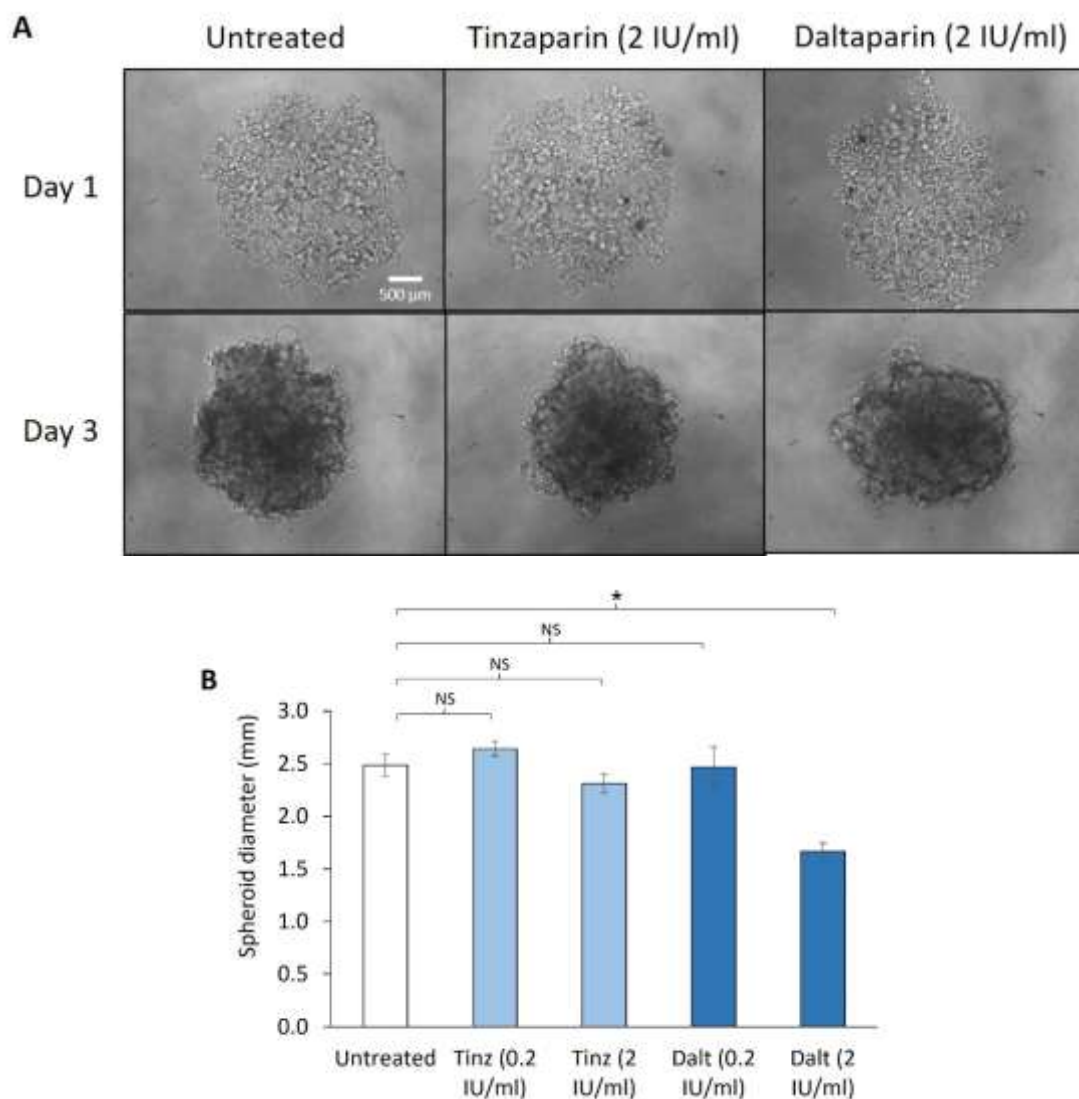 A
Untreated
Tinzaparin (2 IU/ml)
Daltaparin (2 IU/ml)
Day 1
500 µm
Day 3
*
NS
NS
NS
B
Spheroid diameter (mm)
3.0
2.5
2.0
1.5
1.0
0.5
0.0
Untreated
Tinz (0.2
IU/ml)
Tinz (2
IU/ml)
Dalt (0.2
IU/ml)
Dalt (2
IU/ml)